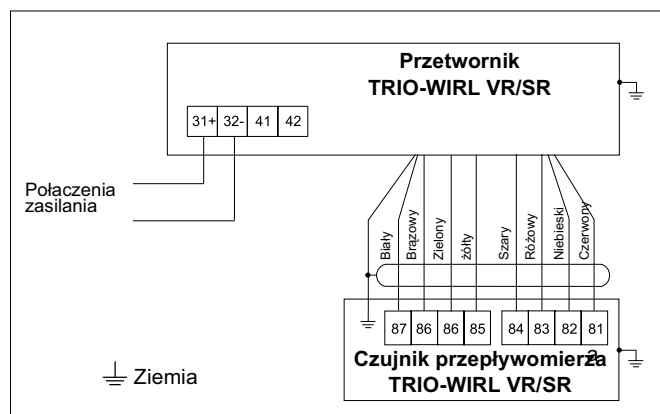 Przetwornik
TRIO-WIRL VR/SR
31+ 32- 41 42
Połaczenia
zasilania
Biały
Brązowy
Zielony
żółty
Szary
Różowy
Niebieski
Czerwony
87 86 86 85 84 83 82 81
a
Czujnik przepływomierza
TRIO-WIRL VR/SR
Ziemia